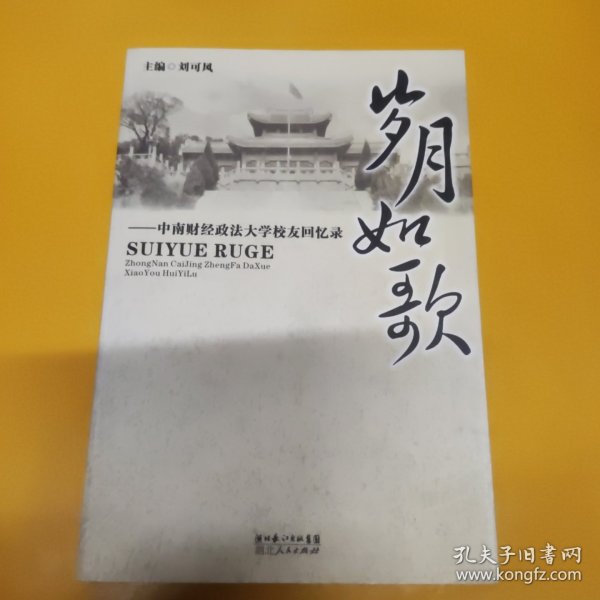 主编◎刘可风
岁月如歌
——中南财经政法大学校友回忆录
SUIYUE RUGE
ZhongNan CaiJing ZhengFa DaXue
XiaoYou HuiYiLu
湖北长江出版集团
湖北人民出版社
孔夫子旧书网
www.kongfz.com